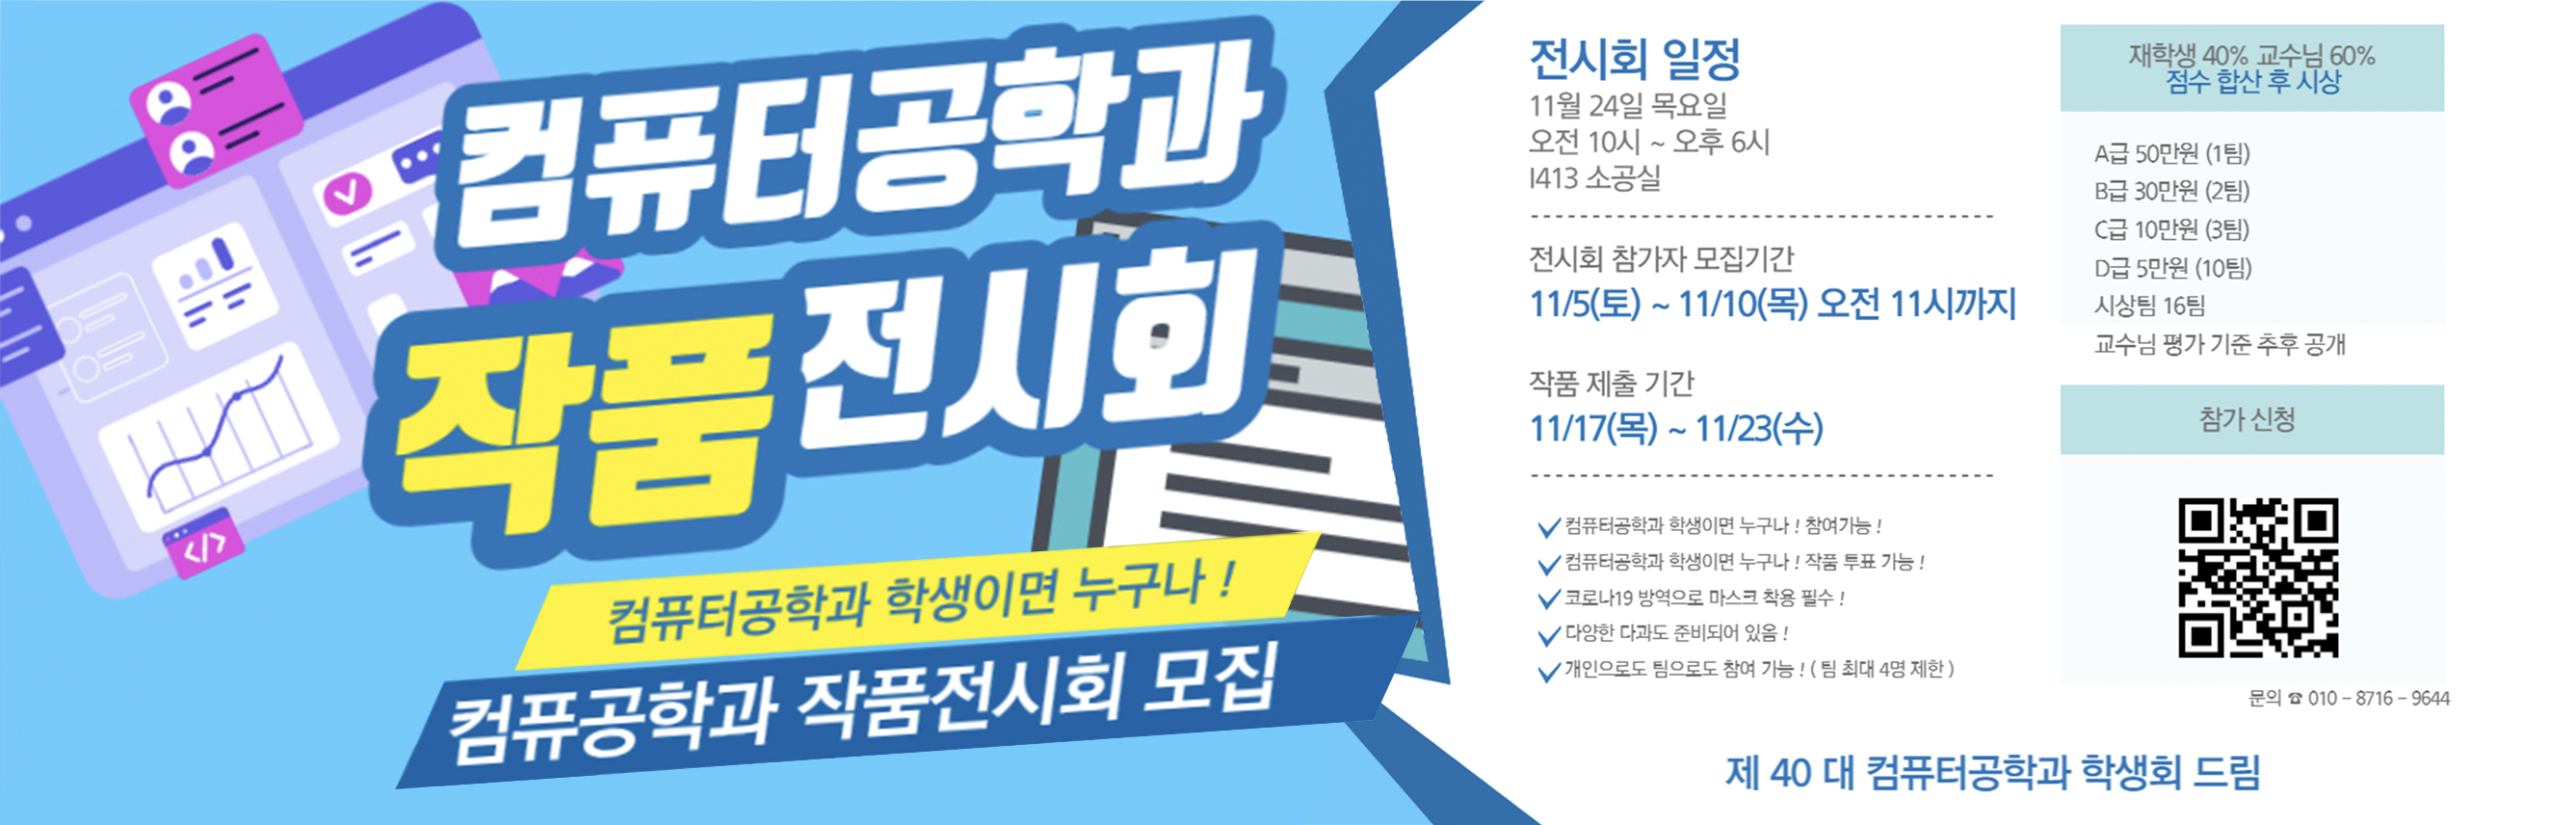 컴퓨터공학과
작품전시회
컴퓨터공학과 학생이면 누구나 !
컴퓨공학과 작품전시회 모집
</>
전시회 일정
11월 24일 목요일
오전 10시 ~ 오후 6시
I413 소공실
전시회 참가자 모집기간
11/5(토) ~ 11/10(목) 오전 11시까지
작품 제출 기간
11/17(목) ~ 11/23(수)
컴퓨터공학과 학생이면 누구나 ! 참여가능 !
컴퓨터공학과 학생이면 누구나 ! 작품 투표 가능 !
코로나19 방역으로 마스크 착용 필수 !
다양한 다과도 준비되어 있음 !
개인으로도 팀으로도 참여 가능 ! ( 팀 최대 4명 제한 )
재학생 40% 교수님 60%
점수 합산 후 시상
A급 50만원 (1팀)
B급 30만원 (2팀)
C급 10만원 (3팀)
D급 5만원 (10팀)
시상팀 16팀
교수님 평가 기준 추후 공개
참가 신청
문의 ☎ 010 - 8716 - 9644
제 40 대 컴퓨터공학과 학생회 드림